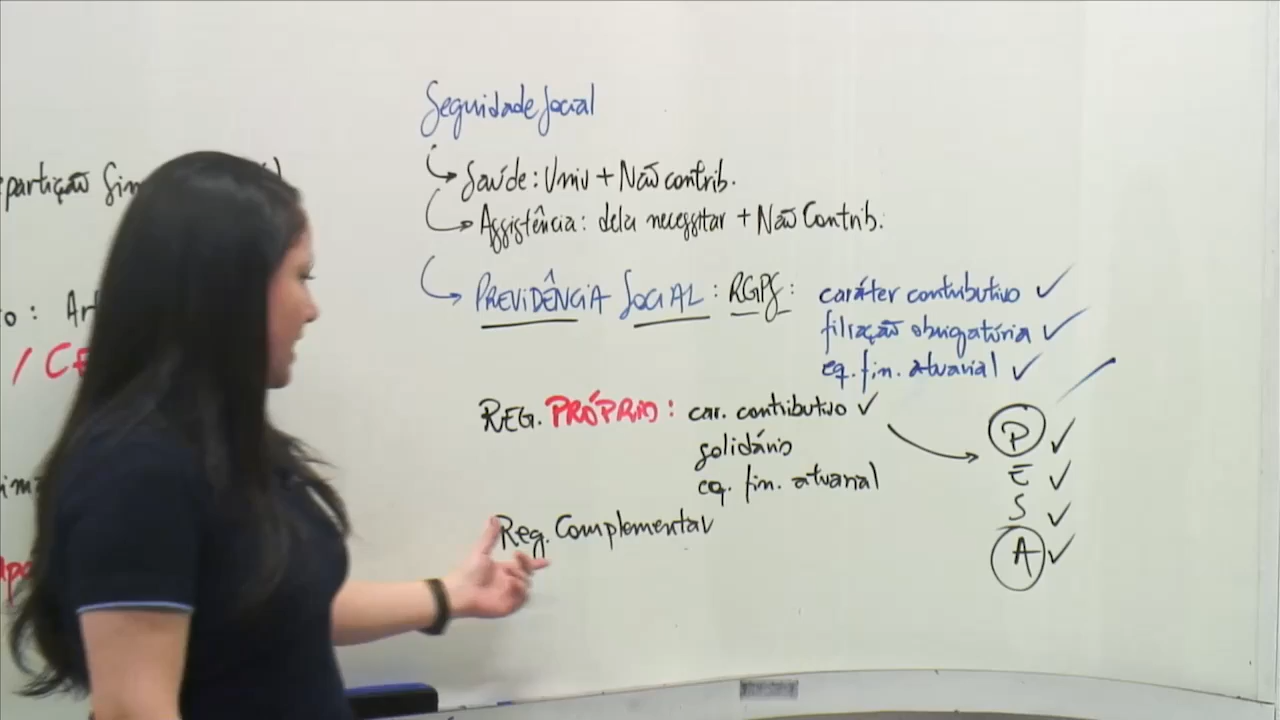 Seguridade Social
Saúde: Univ + Não contrib.
Assistência: dela necessitar + Não Contrib.
PREVIDÊNCIA SOCIAL: RGPS: caráter contributivo ✓
filiação obrigatória ✓
eq. fin. atuarial ✓
REG. PRÓPRIO: car. contributivo ✓
solidário
eq. fin. atuarial
Reg. Complementar
P ✓
E ✓
S ✓
A ✓